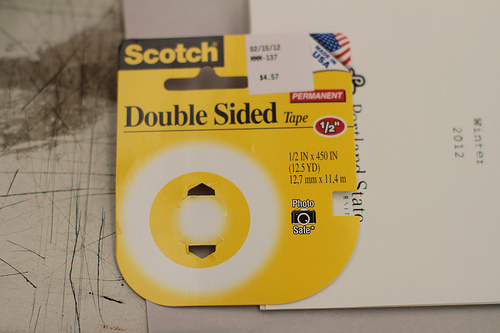 Scotch
02/15/12
-137
$4.57
MADE IN
USA
PERMANENT
Double Sided Tape
1/2"
1/2 IN x 450 IN
(12.5 YD)
12,7 mm x 11,4 m
Photo
Safe*
Portland State
Winter
2012